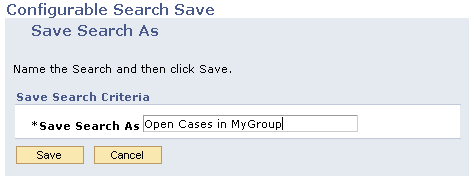 Configurable Search Save
Save Search As
Name the Search and then click Save.
Save Search Criteria
*Save Search As Open Cases in MyGroup
Save Cancel